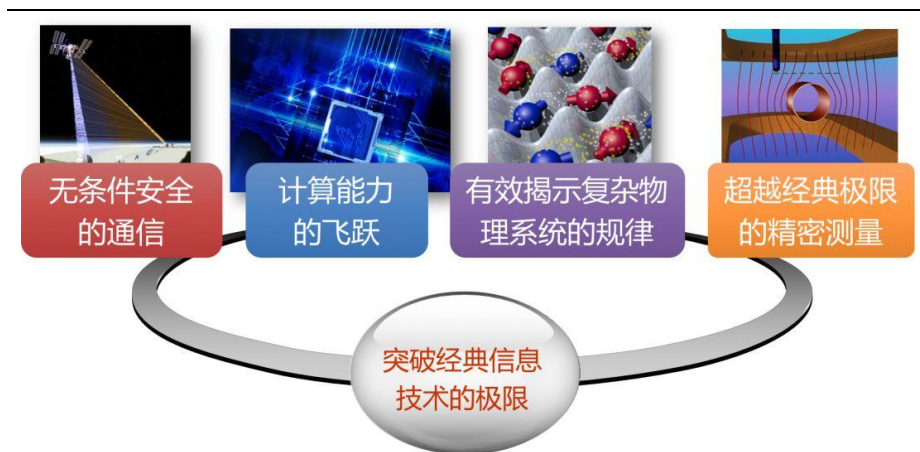 无条件安全
的通信
计算能力
的飞跃
有效揭示复杂物
理系统的规律
超越经典极限
的精密测量
突破经典信息
技术的极限